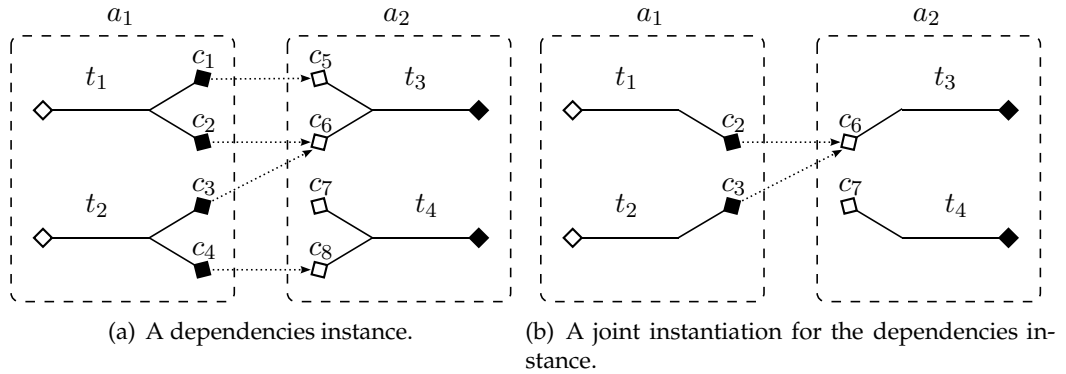 a₁ a₂ a₁ a₂
c₁ c₅
t₁ t₃ t₁ t₃
c₂ c₆ c₂ c₆
c₃ c₇ c₃ c₇
t₂ t₄ t₂ t₄
c₄ c₈
(a) A dependencies instance.
(b) A joint instantiation for the dependencies in-
stance.